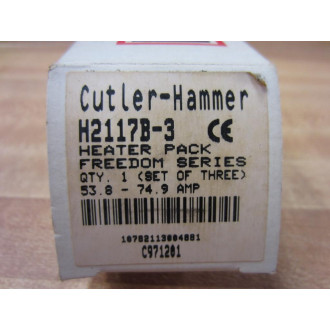 Cutler-Hammer
H2117B-3 CE
HEATER PACK
FREEDOM SERIES
QTY. 1 (SET OF THREE)
53.8 - 74.9 AMP
C971201